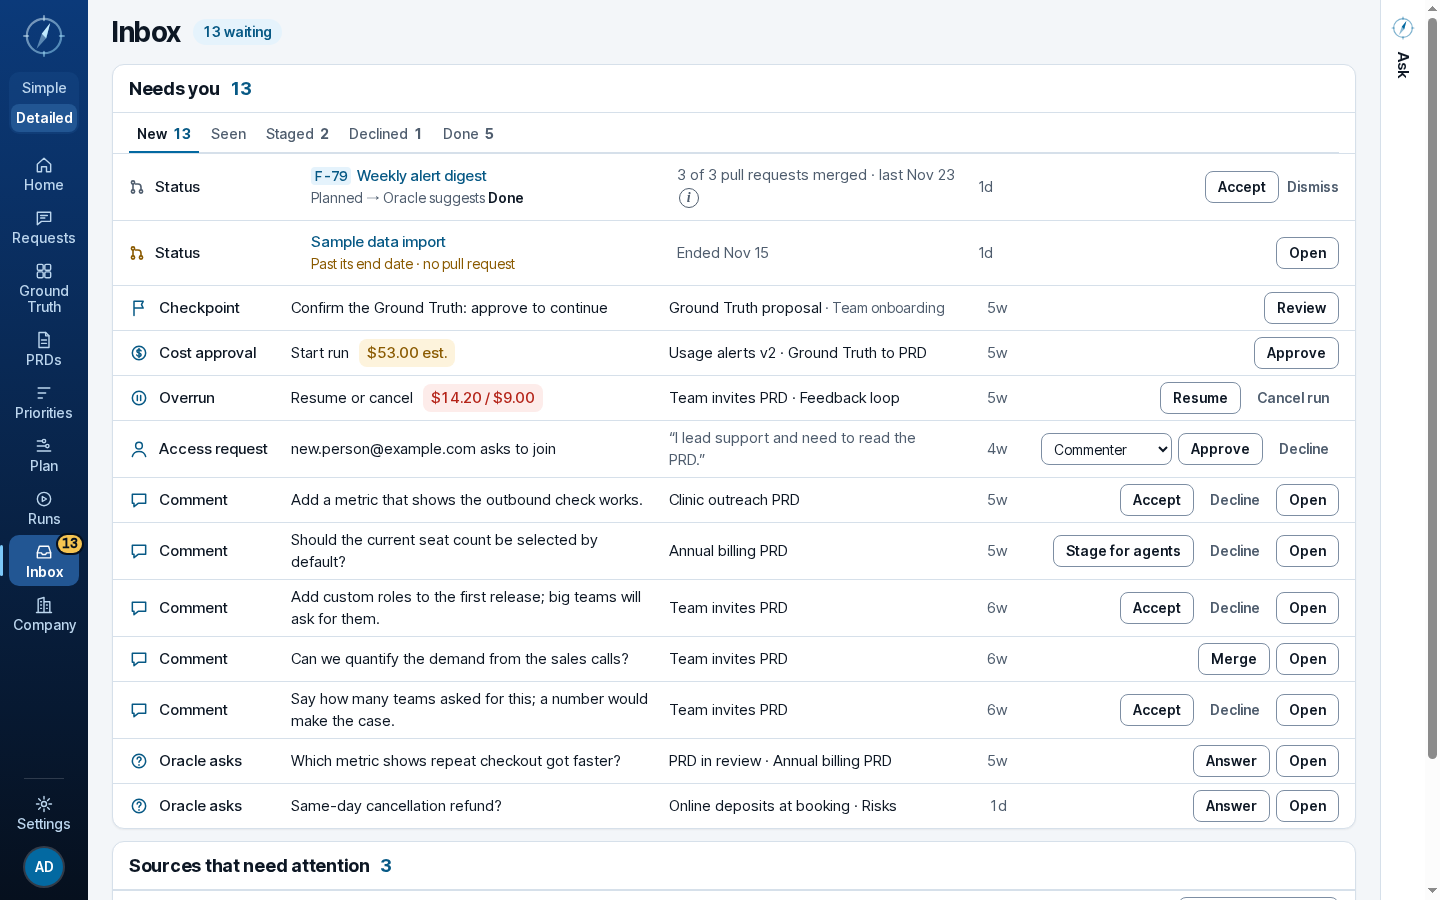 Simple
Detailed
Home
Requests
Ground
Truth
PRDs
Priorities
Plan
Runs
13
Inbox
Company
Settings
AD
Inbox 13 waiting
Needs you 13
New 13 Seen Staged 2 Declined 1 Done 5
Status F-79 Weekly alert digest 3 of 3 pull requests merged · last Nov 23 1d Accept Dismiss
Planned → Oracle suggests Done i
Status Sample data import Ended Nov 15 1d Open
Past its end date · no pull request
Checkpoint Confirm the Ground Truth: approve to continue Ground Truth proposal · Team onboarding 5w Review
Cost approval Start run $53.00 est. Usage alerts v2 · Ground Truth to PRD 5w Approve
Overrun Resume or cancel $14.20 / $9.00 Team invites PRD · Feedback loop 5w Resume Cancel run
Access request new.person@example.com asks to join “I lead support and need to read the 4w Commenter Approve Decline
PRD.”
Comment Add a metric that shows the outbound check works. Clinic outreach PRD 5w Accept Decline Open
Comment Should the current seat count be selected by Annual billing PRD 5w Stage for agents Decline Open
default?
Comment Add custom roles to the first release; big teams will Team invites PRD 6w Accept Decline Open
ask for them.
Comment Can we quantify the demand from the sales calls? Team invites PRD 6w Merge Open
Comment Say how many teams asked for this; a number would Team invites PRD 6w Accept Decline Open
make the case.
Oracle asks Which metric shows repeat checkout got faster? PRD in review · Annual billing PRD 5w Answer Open
Oracle asks Same-day cancellation refund? Online deposits at booking · Risks 1d Answer Open
Sources that need attention 3
Ask